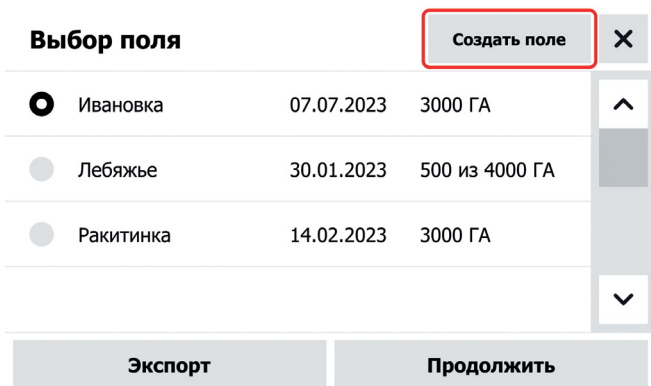 Выбор поля Создать поле
Ивановка 07.07.2023 3000 ГА
Лебяжье 30.01.2023 500 из 4000 ГА
Ракитинка 14.02.2023 3000 ГА
Экспорт Продолжить